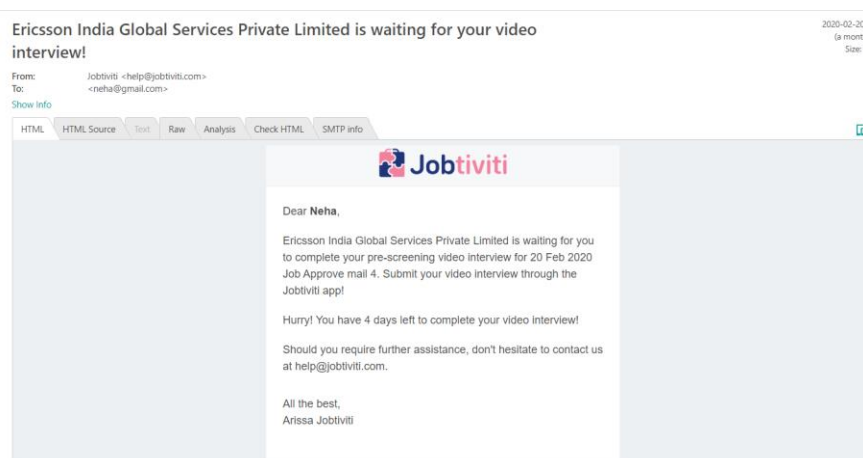 Ericsson India Global Services Private Limited is waiting for your video
interview!
2020-02-20
(a mont
Size:
From: Jobtiviti <help@jobtiviti.com>
To: <neha@gmail.com>
Show Info
HTML HTML Source Text Raw Analysis Check HTML SMTP info
Jobtiviti
Dear Neha,
Ericsson India Global Services Private Limited is waiting for you
to complete your pre-screening video interview for 20 Feb 2020
Job Approve mail 4. Submit your video interview through the
Jobtiviti app!
Hurry! You have 4 days left to complete your video interview!
Should you require further assistance, don't hesitate to contact us
at help@jobtiviti.com.
All the best,
Arissa Jobtiviti